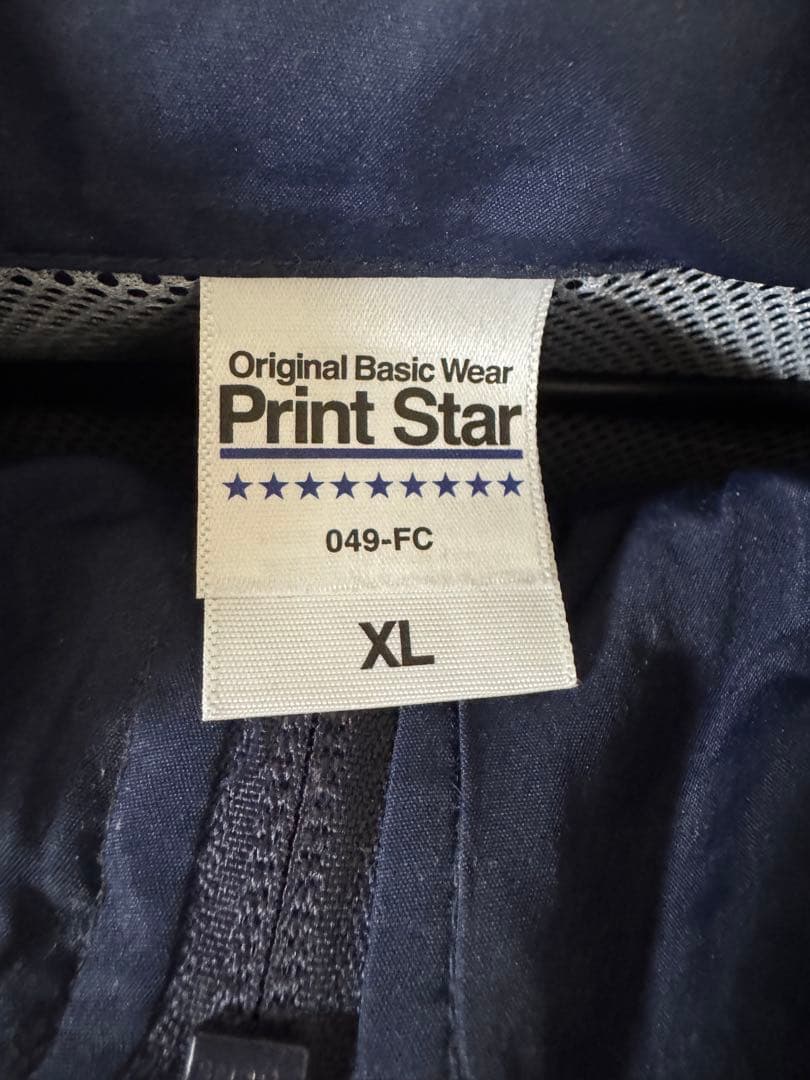 Original Basic Wear
Print Star
★★★★★★★★★
049-FC
XL